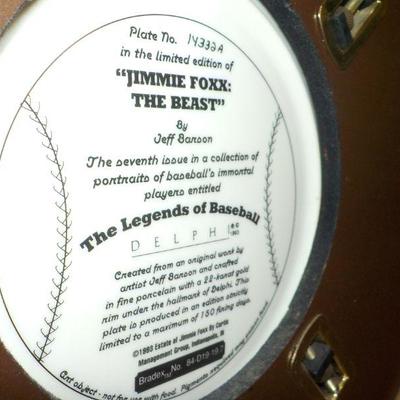 Plate No. 14332A
in the limited edition of
"JIMMIE FOXX:
THE BEAST"
By
Jeff Barson
The seventh issue in a collection of
portraits of baseball's immortal
players entitled
The Legends of Baseball
DELPHI
Created from an original work by
artist Jeff Barson and crafted
in fine porcelain with a 22-karat gold
rim under the hallmark of Delphi. This
plate is produced in an edition strictly
limited to a maximum of 150 firing days.
©1993 Estate of Jimmie Foxx By Curtis
Management Group, Indianapolis, IN
Bradex No. 84-D19-19.7
Art object - not for use with food. Pigments